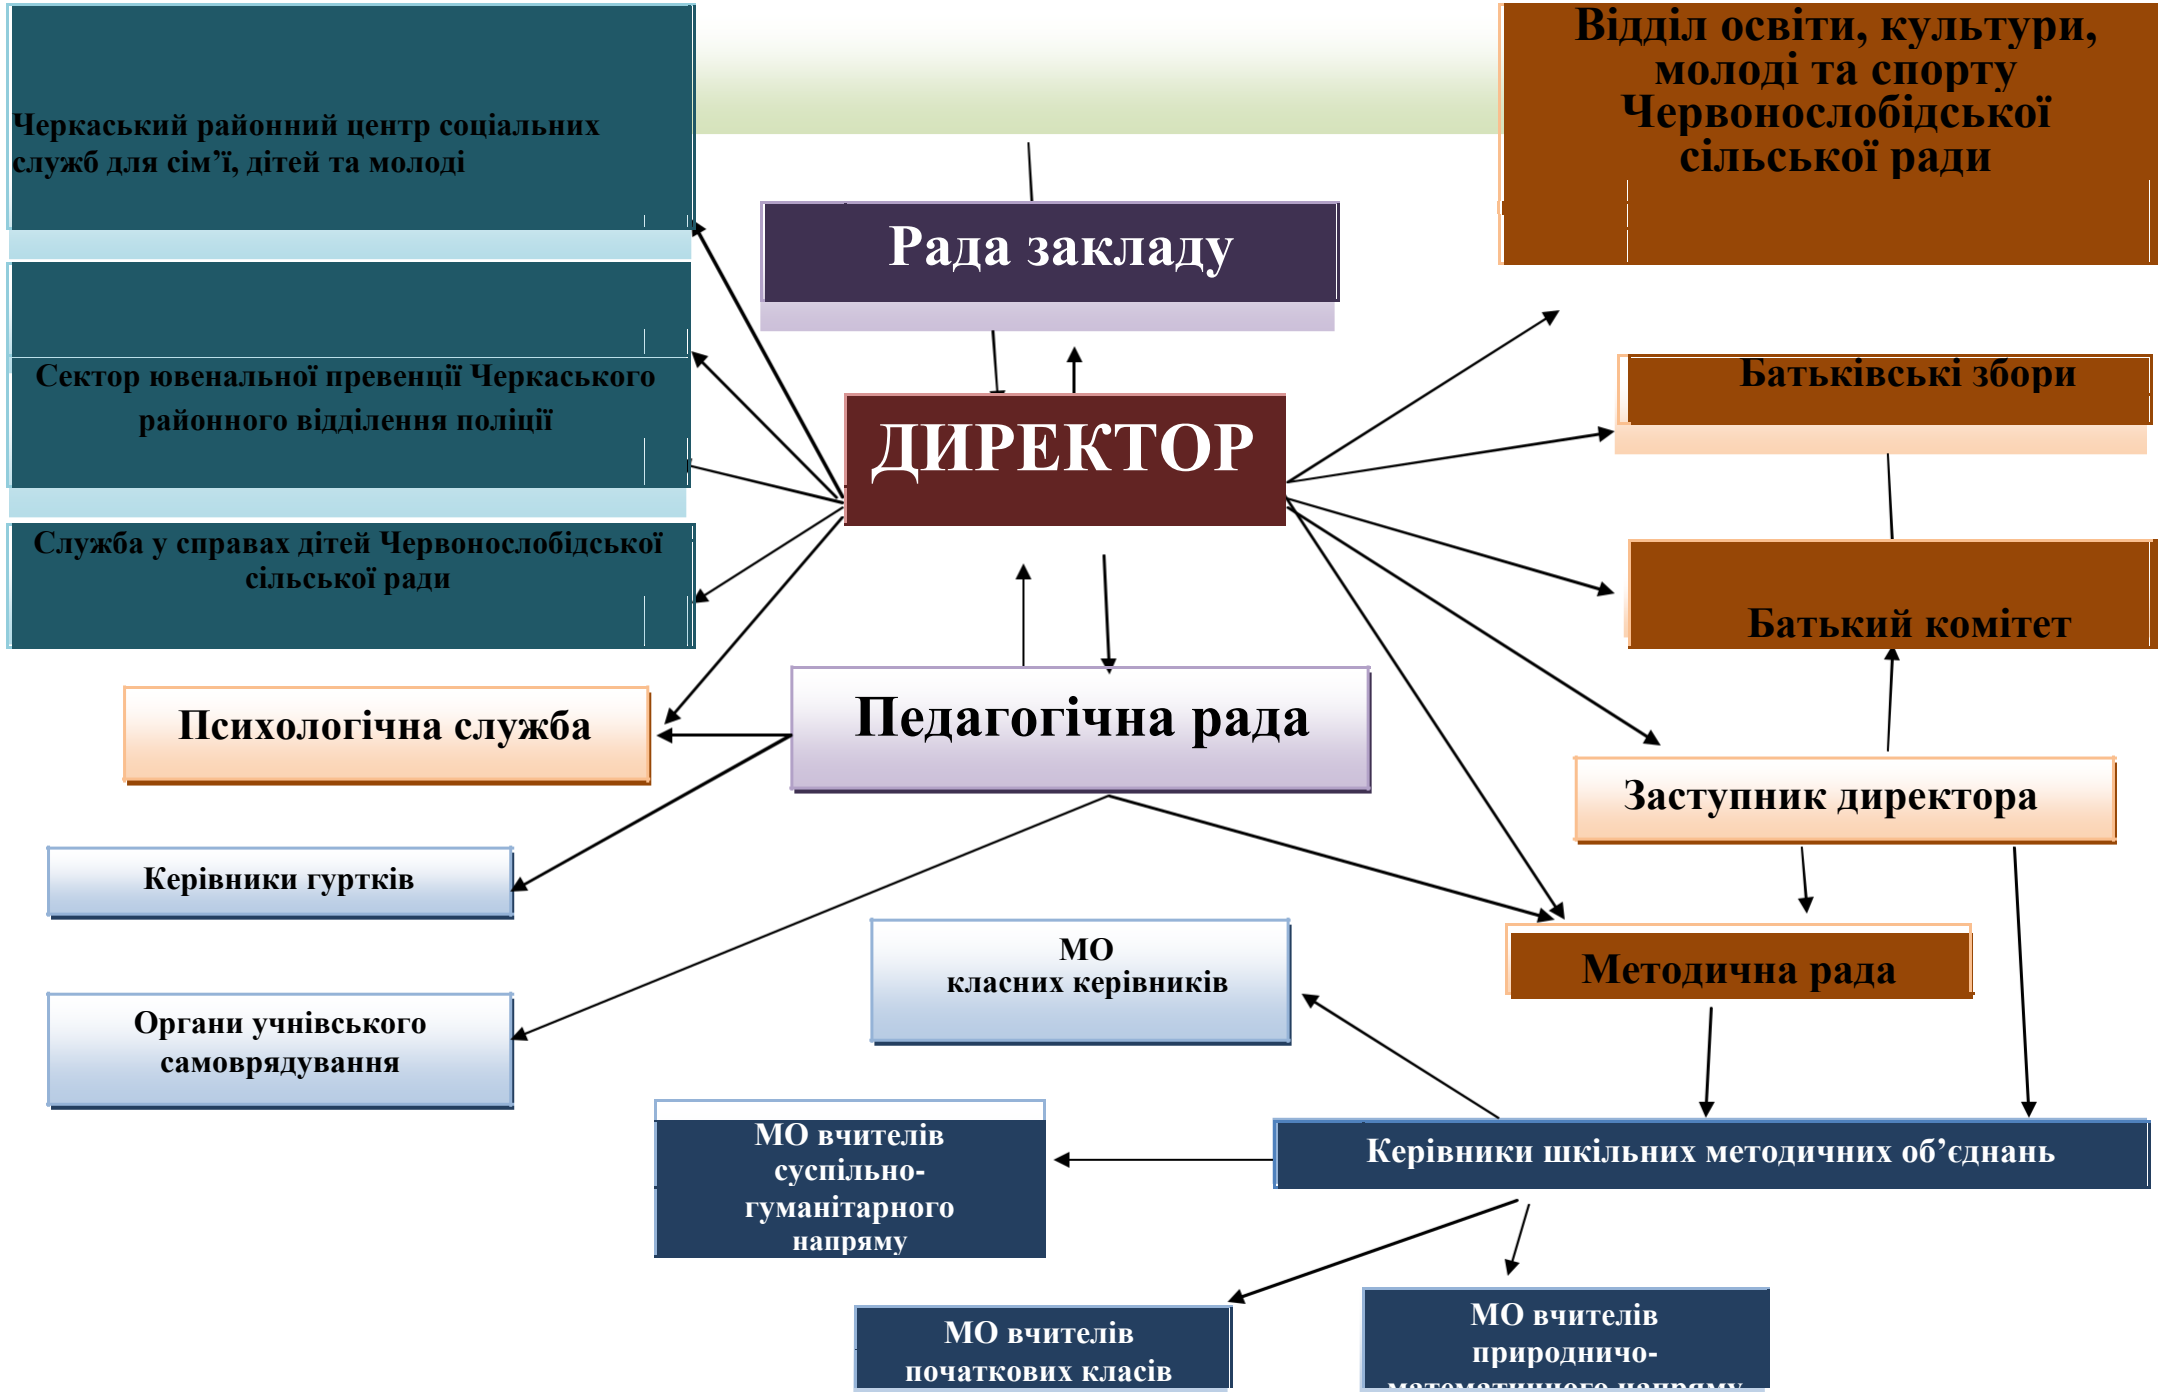 Відділ освіти, культури,
молоді та спорту
Червонослобідської
сільської ради
Черкаський районний центр соціальних
служб для сім’ї, дітей та молоді
Рада закладу
Сектор ювенальної превенції Черкаського
районного відділення поліції
Батьківські збори
ДИРЕКТОР
Служба у справах дітей Червонослобідської
сільської ради
Батький комітет
Психологічна служба
Педагогічна рада
Заступник директора
Керівники гуртків
МО
класних керівників
Методична рада
Органи учнівського
самоврядування
МО вчителів
суспільно-
гуманітарного
напряму
Керівники шкільних методичних об’єднань
МО вчителів
початкових класів
МО вчителів
природничо-
математичного напряму